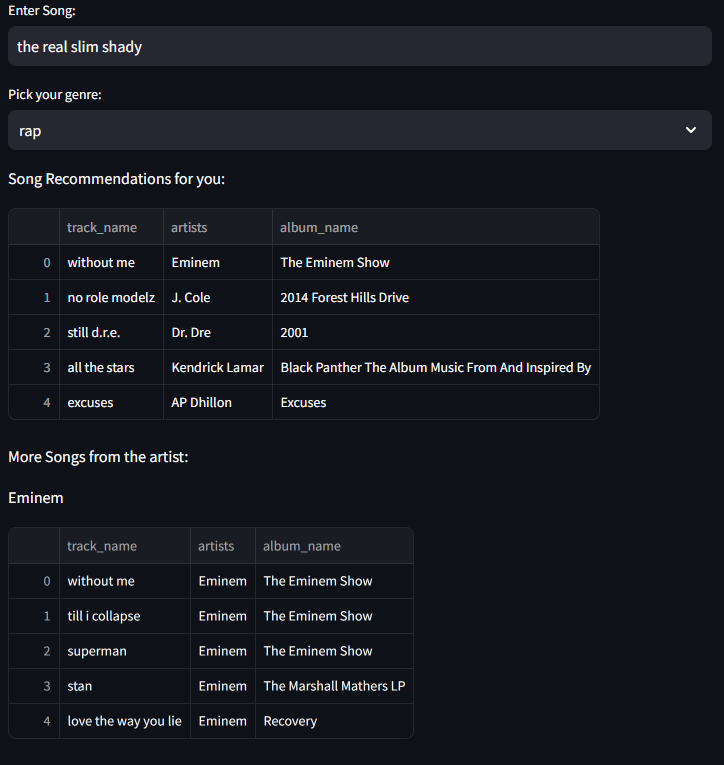 Enter Song:
the real slim shady
Pick your genre:
rap
Song Recommendations for you:
track_name artists album_name
0 without me Eminem The Eminem Show
1 no role modelz J. Cole 2014 Forest Hills Drive
2 still d.r.e. Dr. Dre 2001
3 all the stars Kendrick Lamar Black Panther The Album Music From And Inspired By
4 excuses AP Dhillon Excuses
More Songs from the artist:
Eminem
track_name artists album_name
0 without me Eminem The Eminem Show
1 till i collapse Eminem The Eminem Show
2 superman Eminem The Eminem Show
3 stan Eminem The Marshall Mathers LP
4 love the way you lie Eminem Recovery